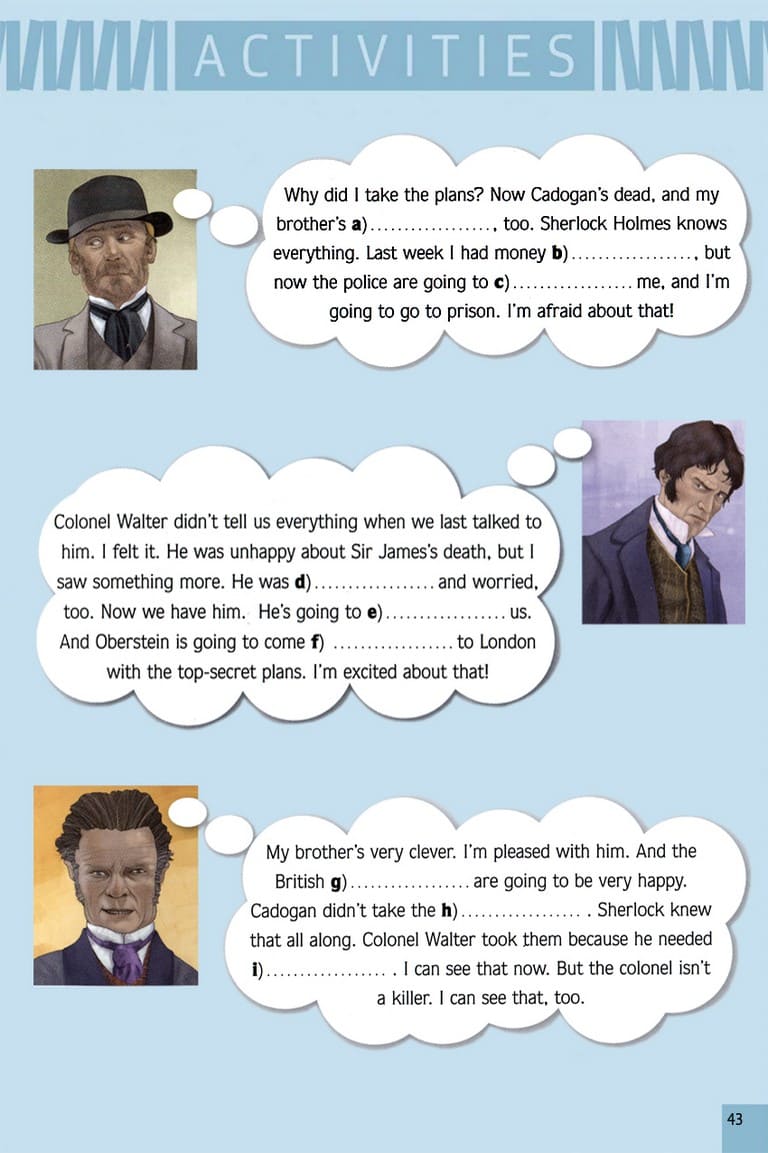 ACTIVITIES
Why did I take the plans? Now Cadogan's dead, and my
brother's a).................., too. Sherlock Holmes knows
everything. Last week I had money b).................., but
now the police are going to c).................. me, and I'm
going to go to prison. I'm afraid about that!
Colonel Walter didn't tell us everything when we last talked to
him. I felt it. He was unhappy about Sir James's death, but I
saw something more. He was d).................. and worried,
too. Now we have him. He's going to e).................. us.
And Oberstein is going to come f) .................. to London
with the top-secret plans. I'm excited about that!
My brother's very clever. I'm pleased with him. And the
British g).................. are going to be very happy.
Cadogan didn't take the h).................. . Sherlock knew
that all along. Colonel Walter took them because he needed
i).................. . I can see that now. But the colonel isn't
a killer. I can see that, too.
43